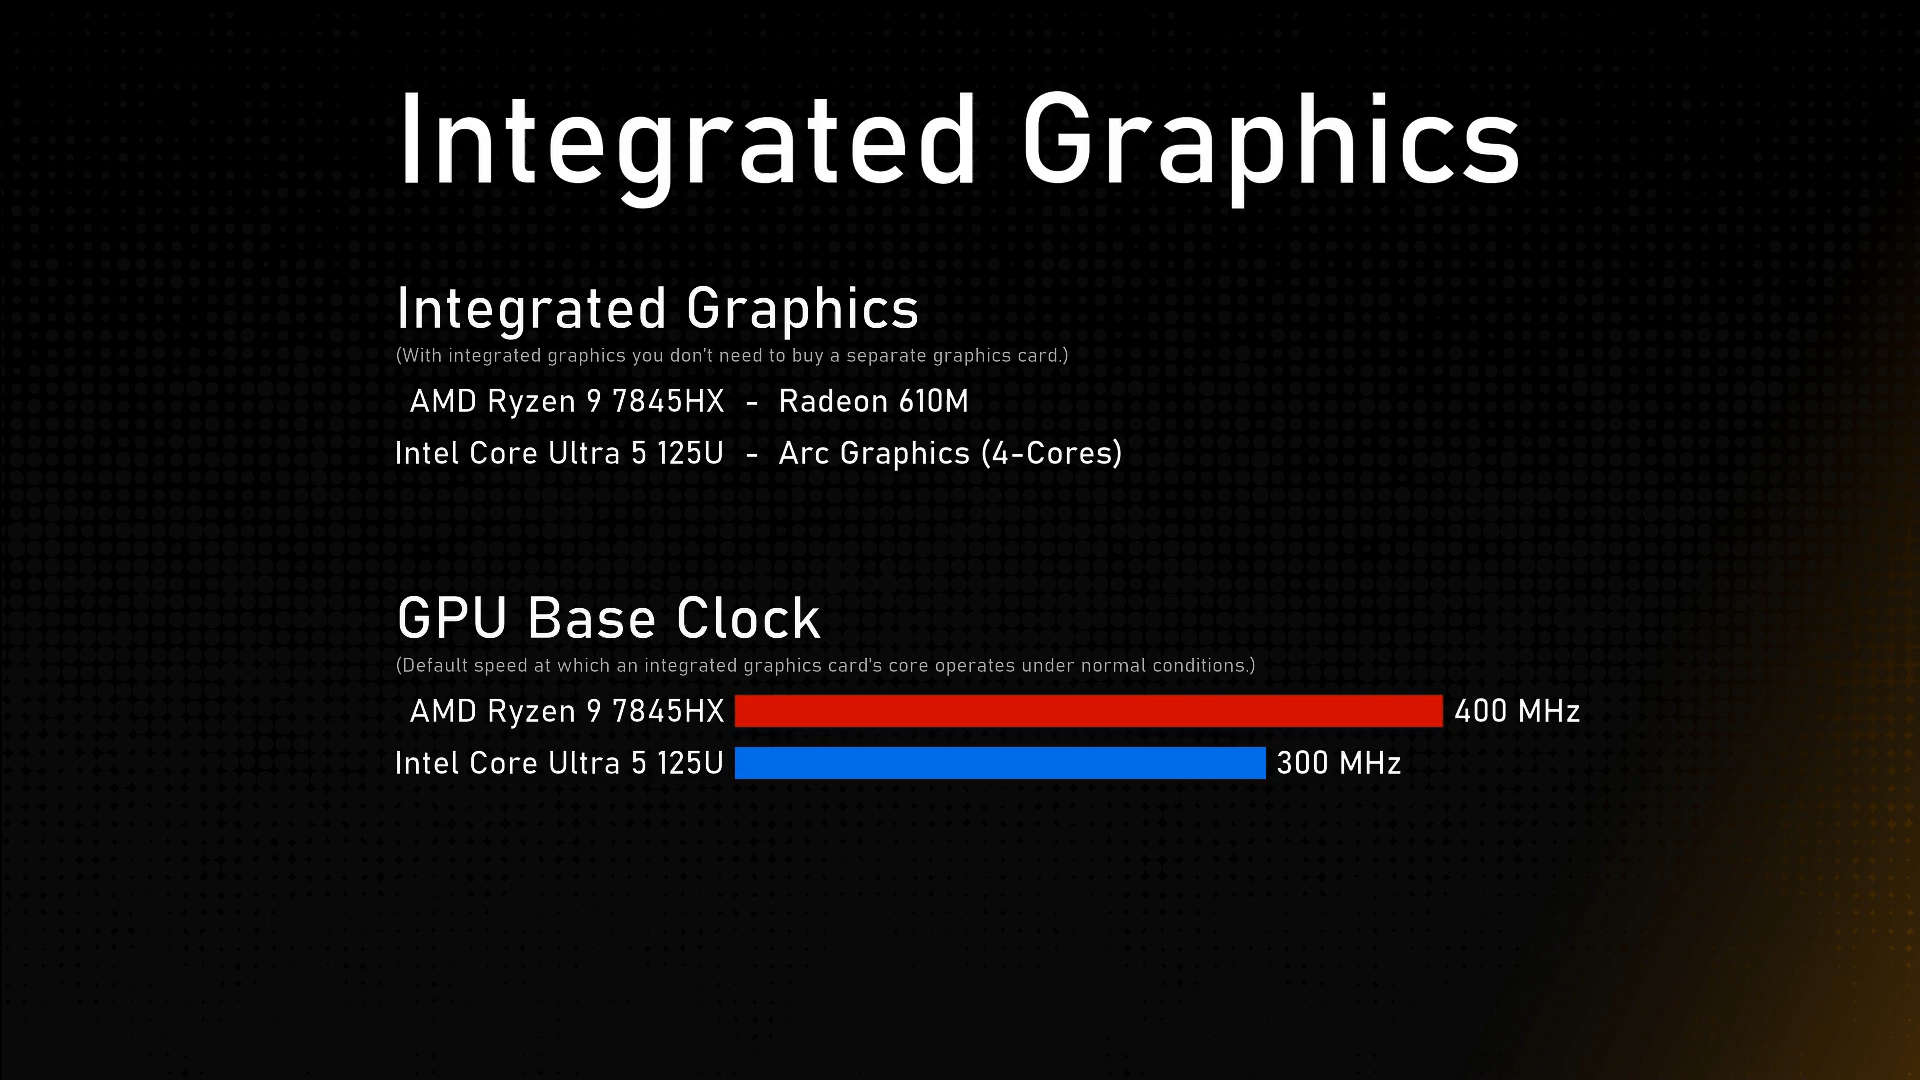 Integrated Graphics
Integrated Graphics
(With integrated graphics you don't need to buy a separate graphics card.)
AMD Ryzen 9 7845HX - Radeon 610M
Intel Core Ultra 5 125U - Arc Graphics (4-Cores)
GPU Base Clock
(Default speed at which an integrated graphics card's core operates under normal conditions.)
AMD Ryzen 9 7845HX 400 MHz
Intel Core Ultra 5 125U 300 MHz